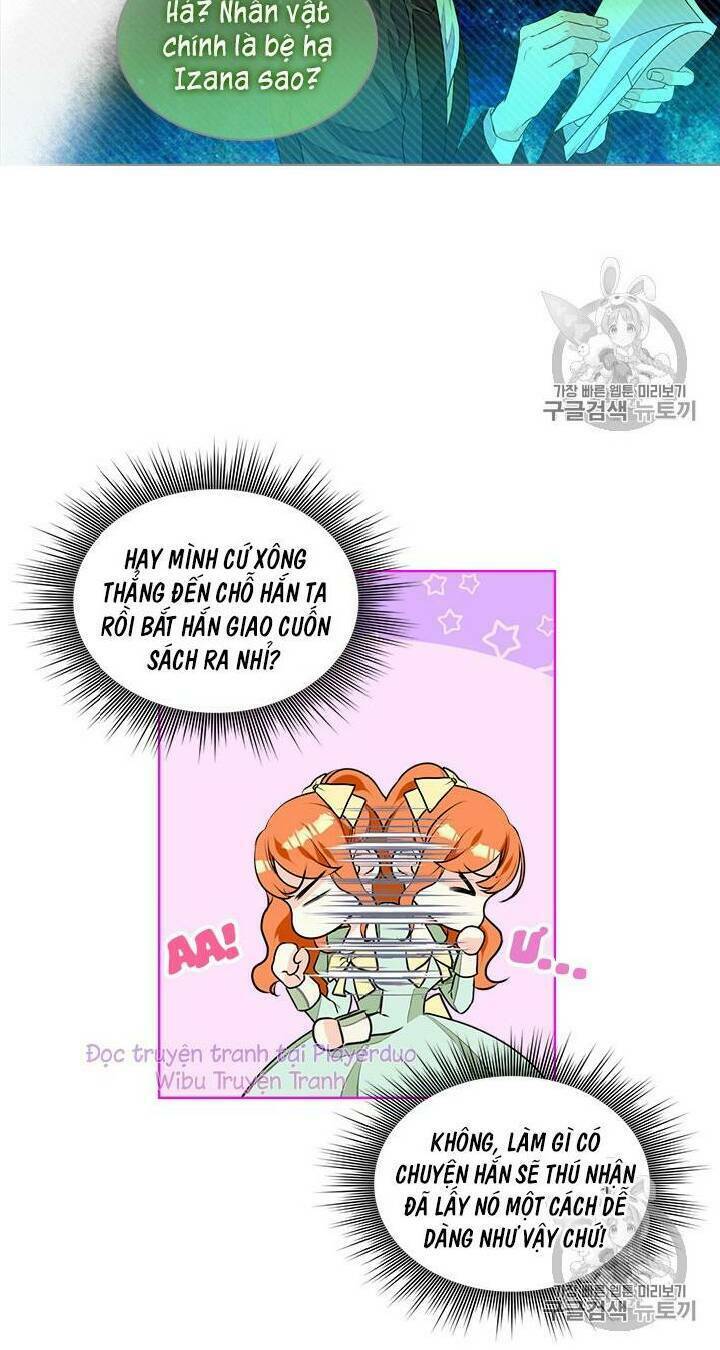 Há? Nhân vật
chính là bệ hạ
Izana sao?
가장 빠른 웹툰 미리보기
구글검색 뉴토끼
HAY MÌNH CỨ XÔNG
THẲNG ĐẾN CHỖ HẮN TA
RỒI BẮT HẮN GIAO CUỐN
SÁCH RA NHỈ?
AA!
Ư...
Đọc truyện tranh tại Playerduo
Wibu Truyện Tranh
KHÔNG, LÀM GÌ CÓ
CHUYỆN HẮN SẼ THÚ NHẬN
ĐÃ LẤY NÓ MỘT CÁCH DỄ
DÀNG NHƯ VẬY CHỨ!
가장 빠른 웹툰 미리보기
구글검색 뉴토끼